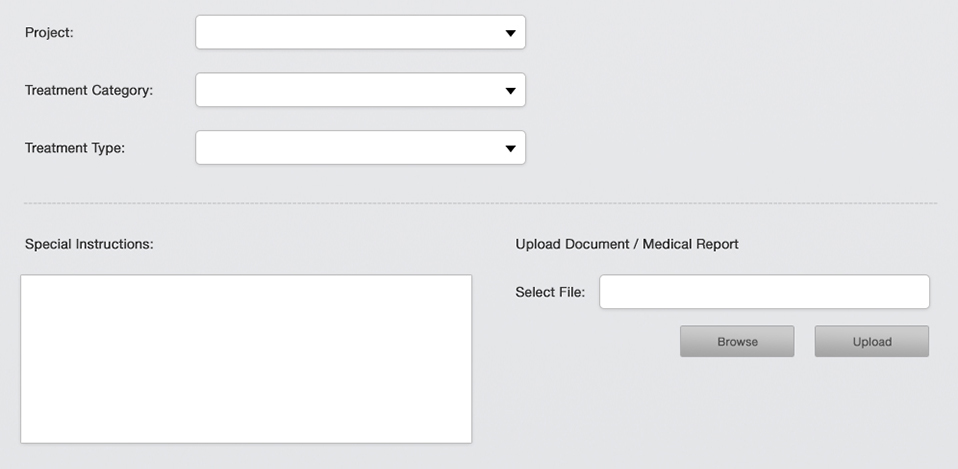 Project:
Treatment Category:
Treatment Type:
Special Instructions:
Upload Document / Medical Report
Select File:
Browse
Upload